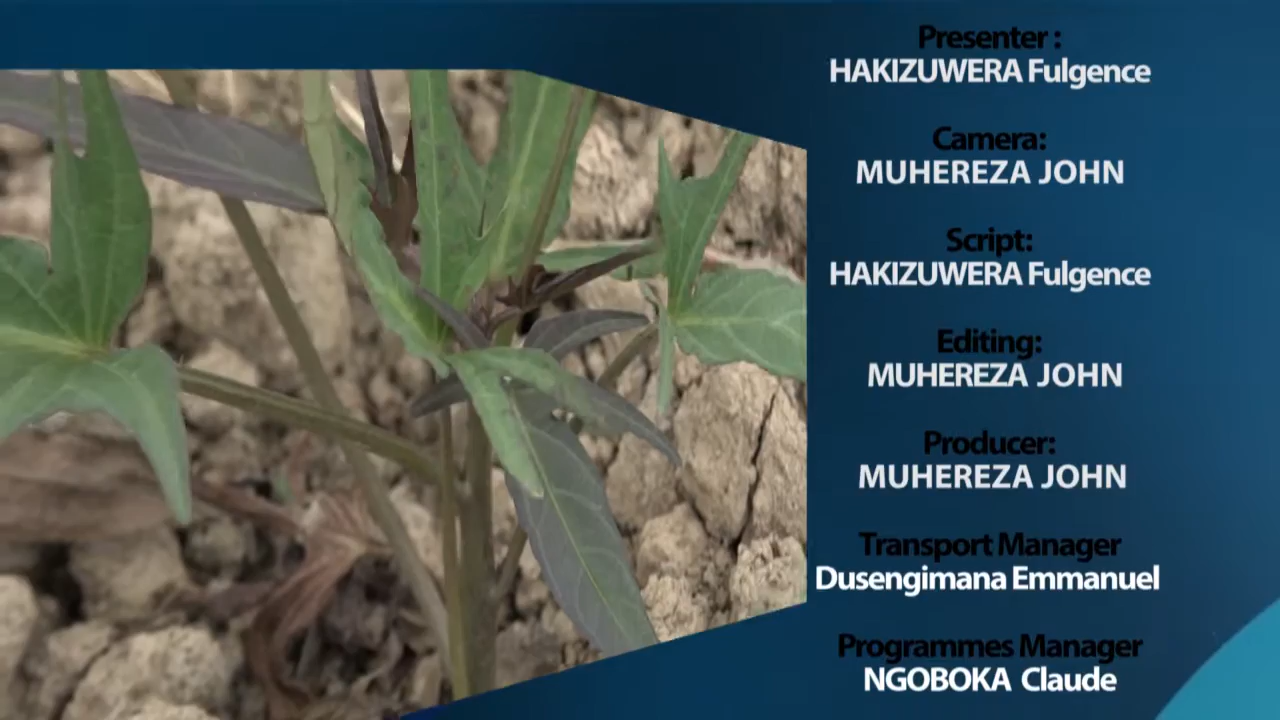 Presenter :
HAKIZUWERA Fulgence
Camera:
MUHEREZA JOHN
Script:
HAKIZUWERA Fulgence
Editing:
MUHEREZA JOHN
Producer:
MUHEREZA JOHN
Transport Manager
Dusengimana Emmanuel
Programmes Manager
NGOBOKA Claude